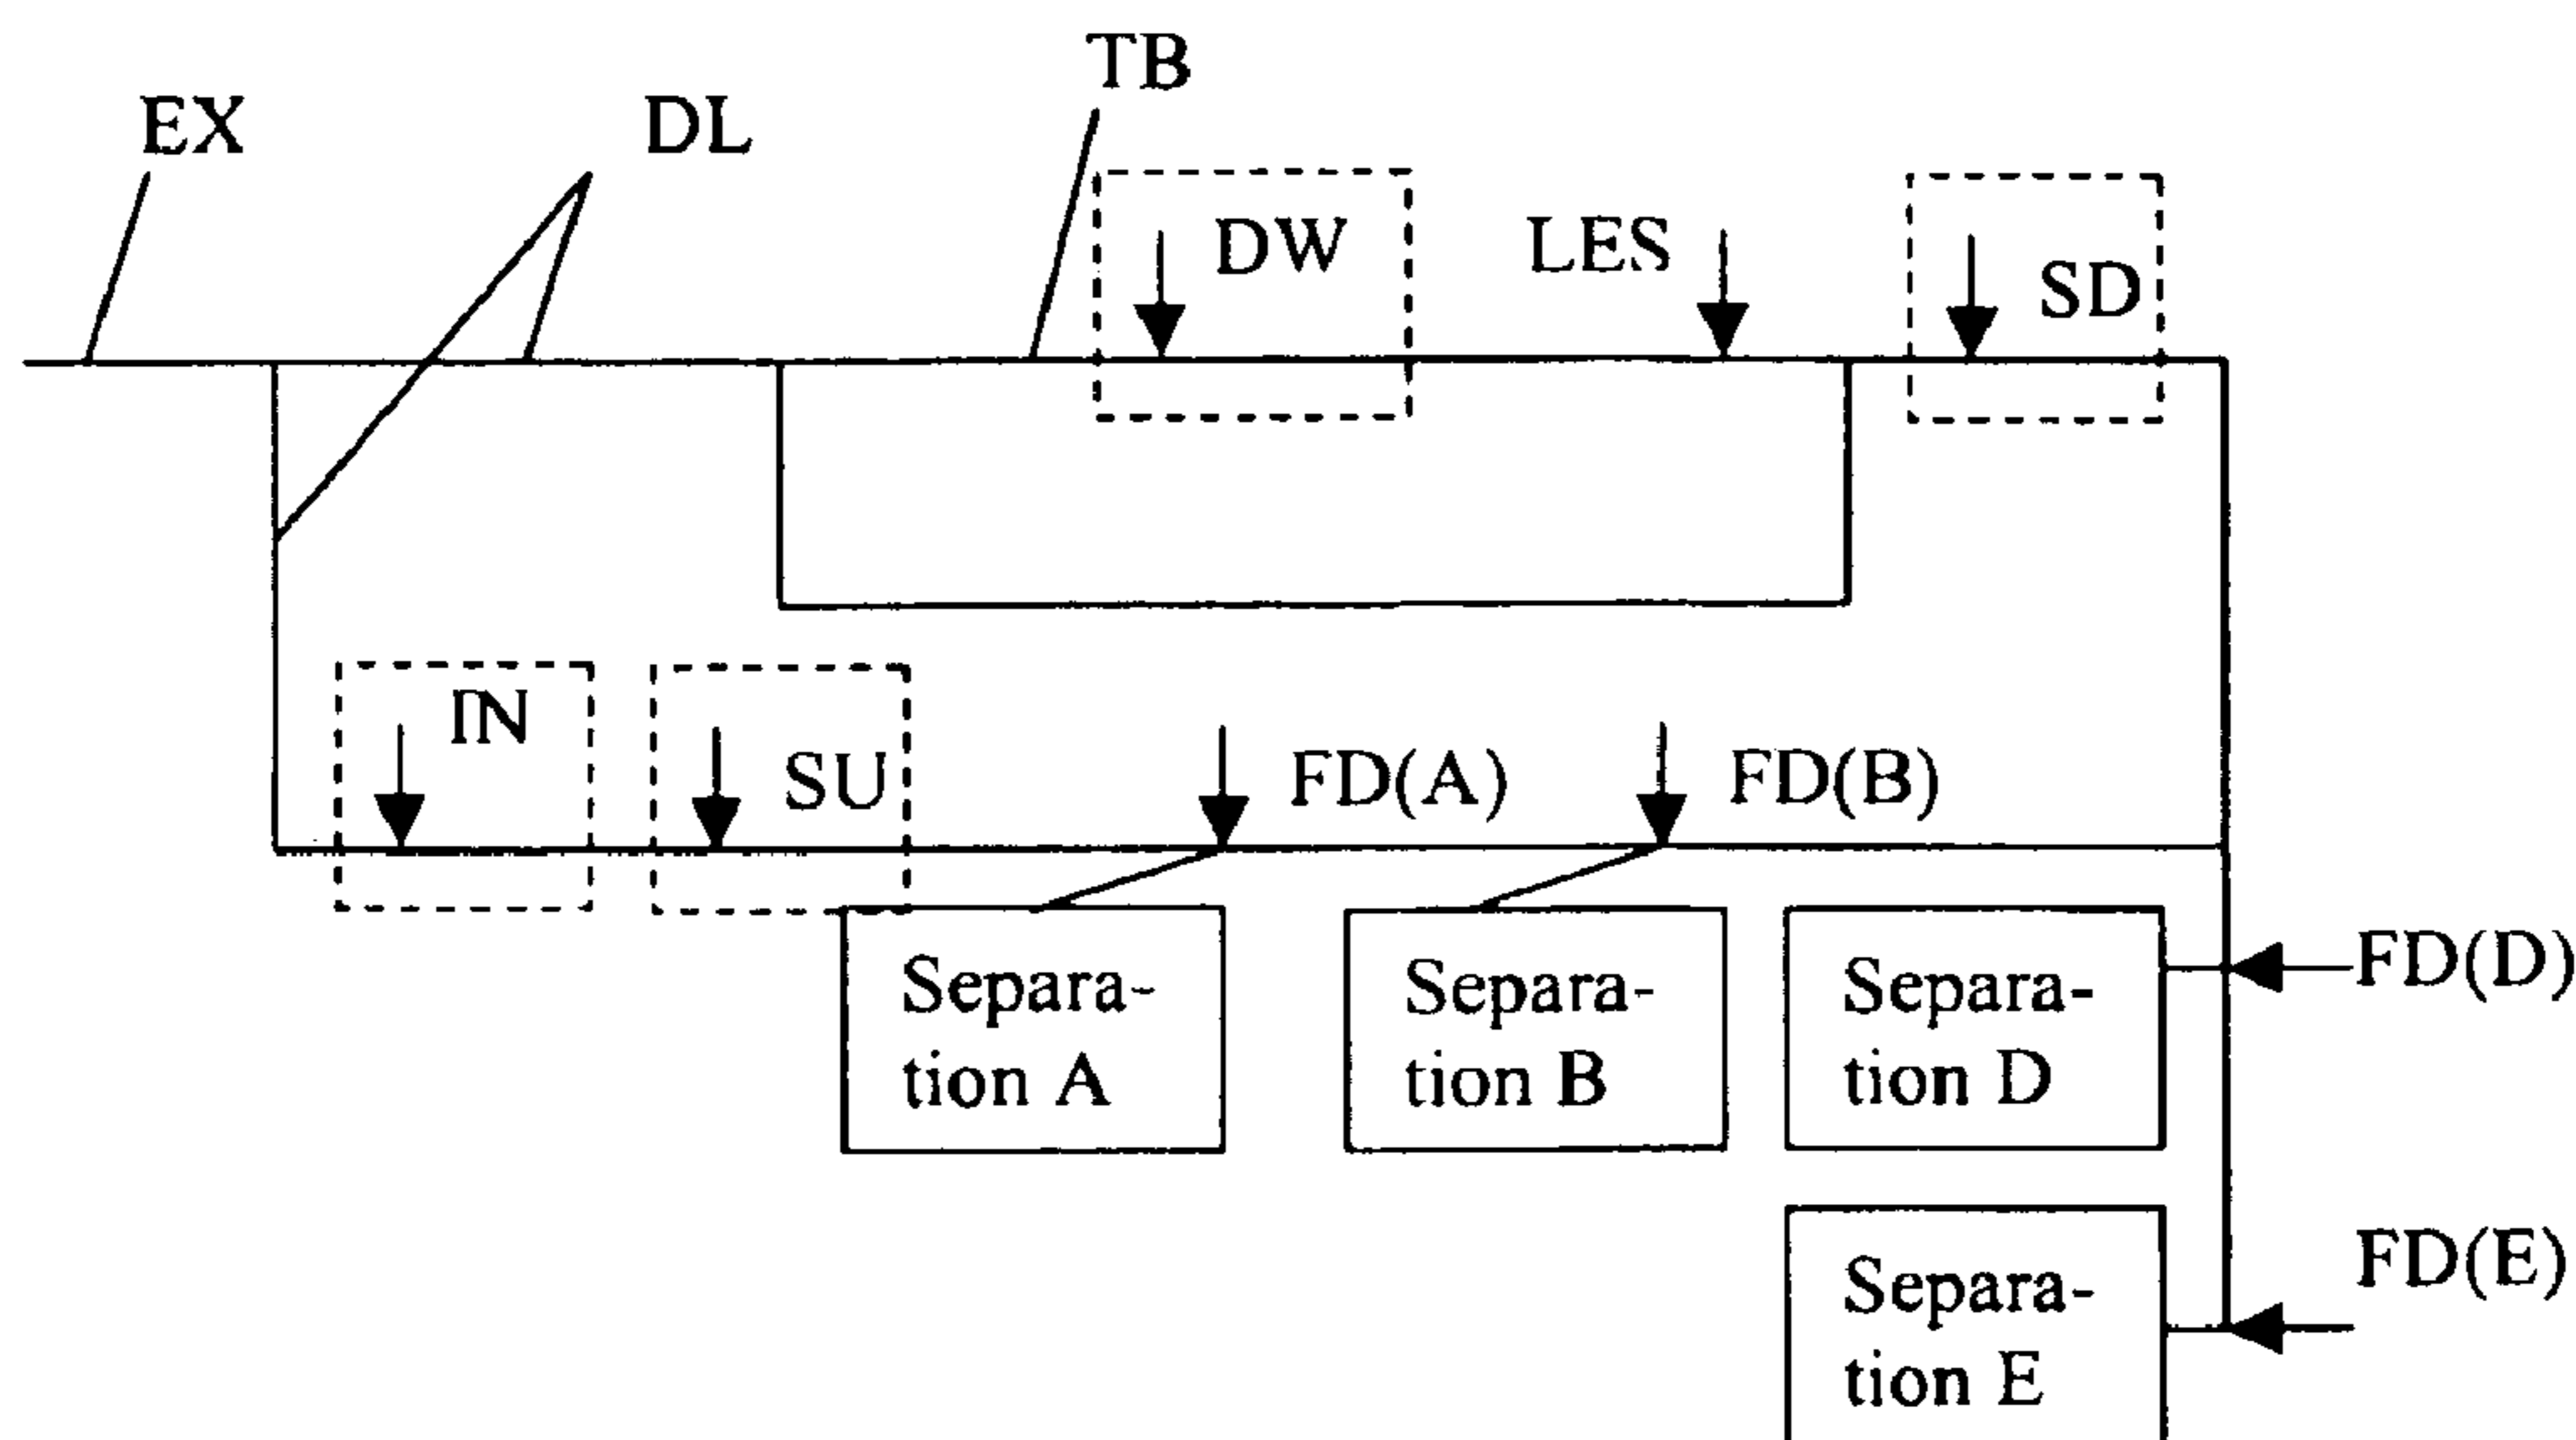 TB
EX
DL
DW
LES
SD
IN
SU
FD(A)
FD(B)
Separa-
tion A
Separa-
tion B
Separa-
tion D
FD(D)
Separa-
tion E
FD(E)